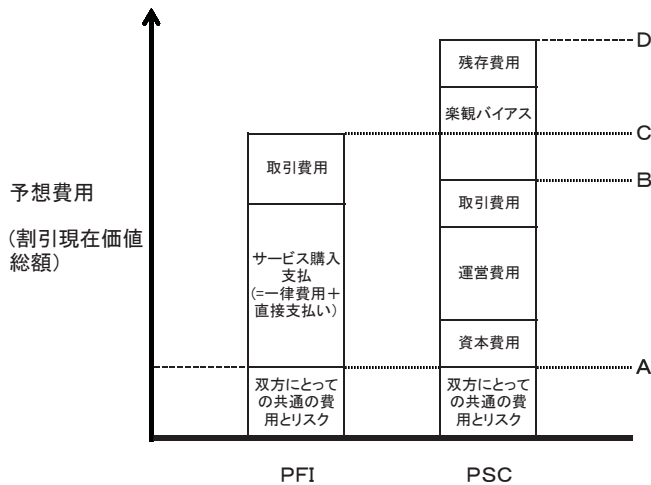 予想費用
(割引現在価値
総額)
取引費用
サービス購入
支払
(=一律費用＋
直接支払い)
双方にとって
の共通の費
用とリスク
PFI
残存費用
楽観バイアス
取引費用
運営費用
資本費用
双方にとって
の共通の費
用とリスク
PSC
D
C
B
A